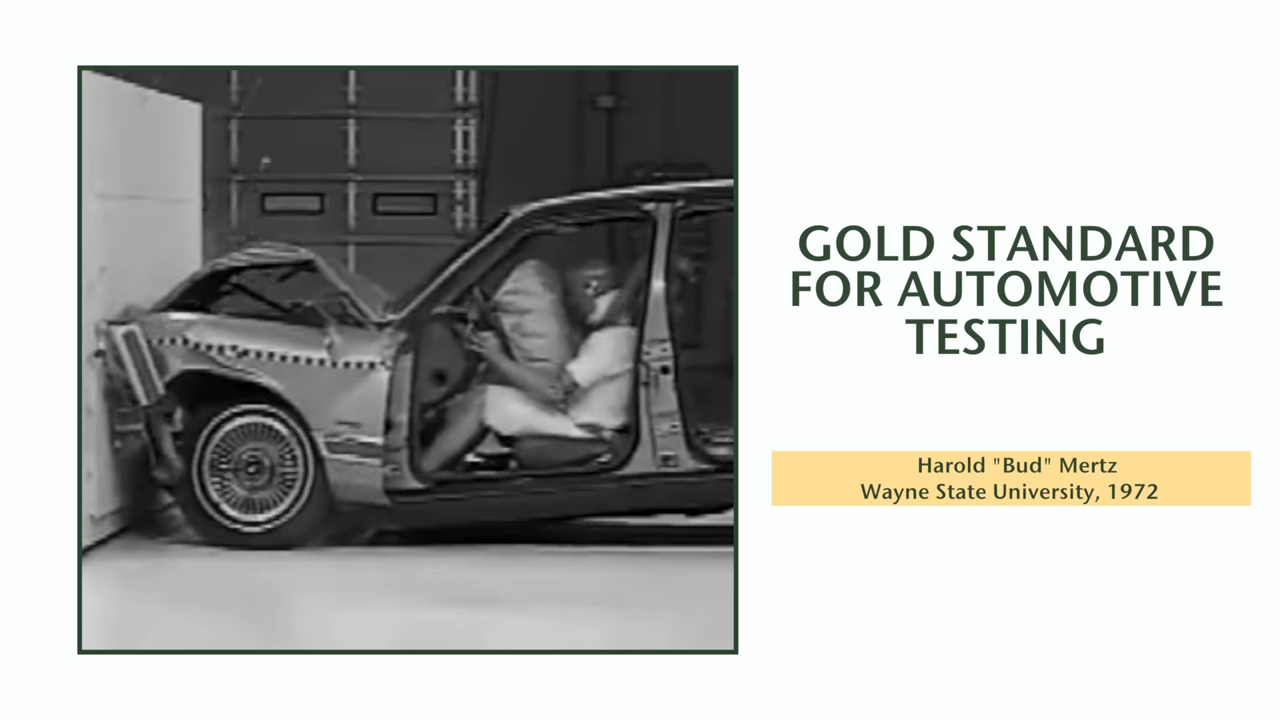 GOLD STANDARD
FOR AUTOMOTIVE
TESTING
Harold "Bud" Mertz
Wayne State University, 1972